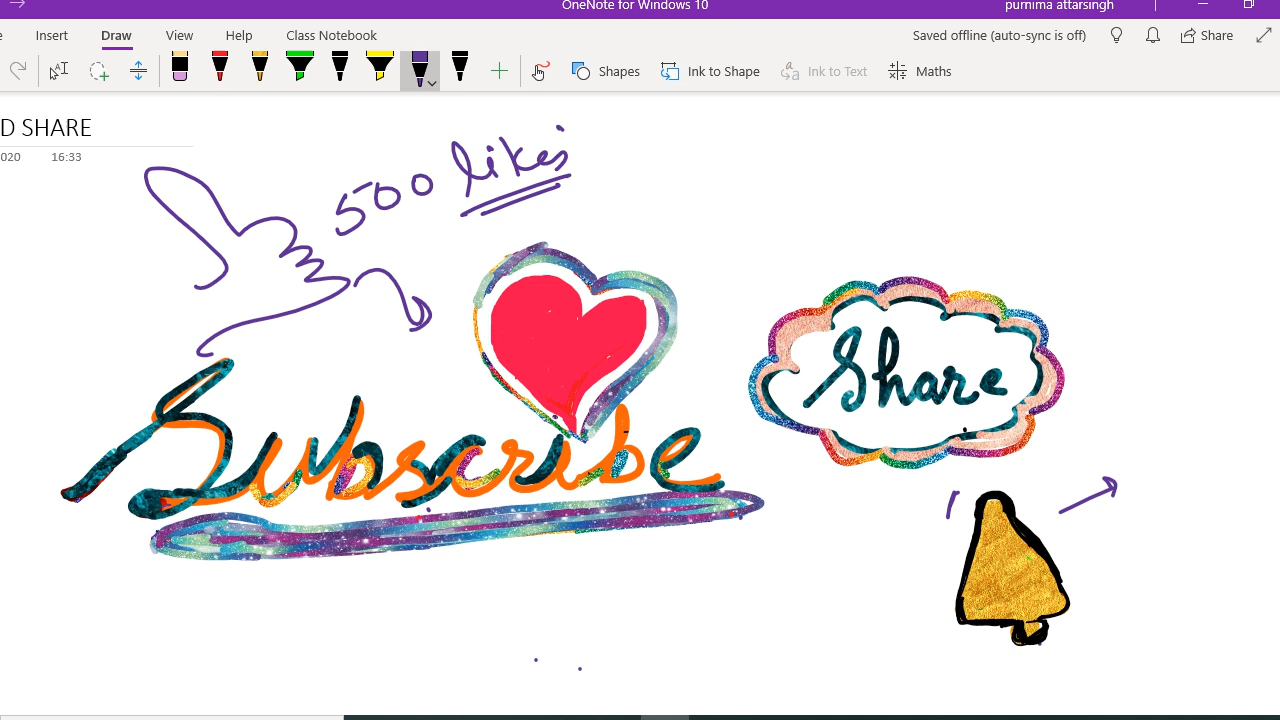 OneNote for Windows 10
purnima attarsingh
Insert Draw View Help Class Notebook
Saved offline (auto-sync is off) Share
Shapes Ink to Shape Ink to Text Maths
D SHARE
020 16:33
500 likes
Share
Subscribe